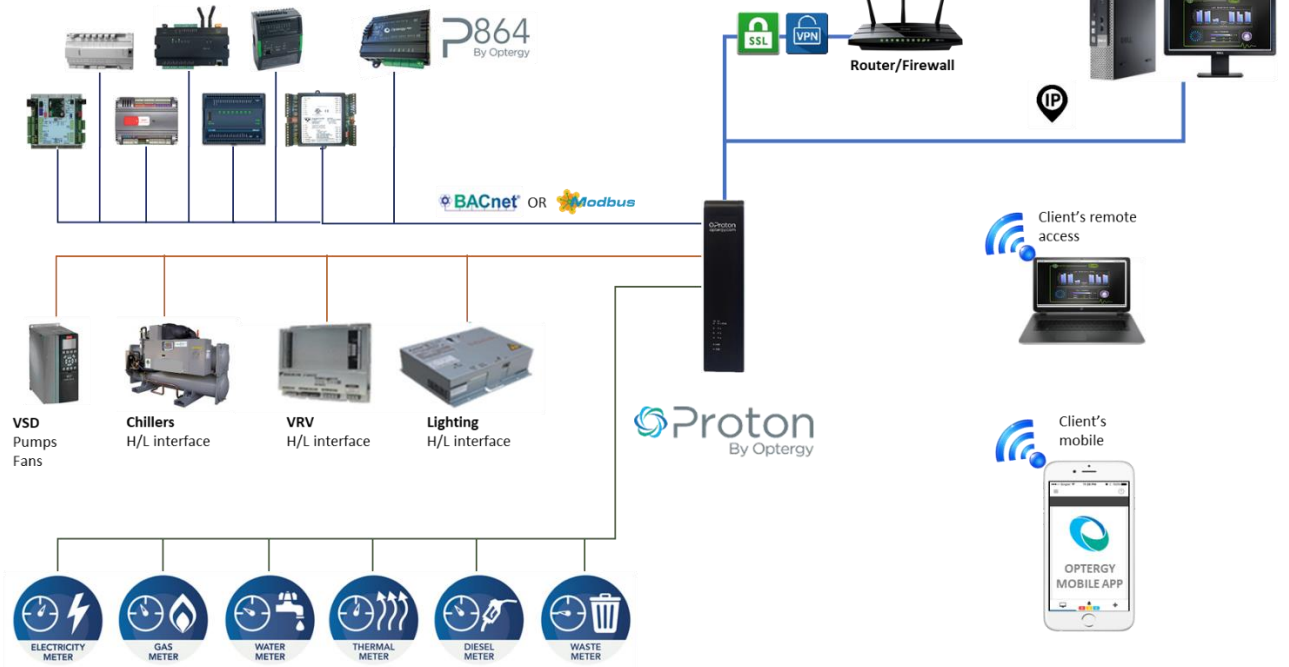 P864
By Optergy
SSL
VPN
Router/Firewall
IP
DELL
BACnet OR Modbus
Proton
Client's remote
access
VSD
Pumps
Fans
Chillers
H/L interface
VRV
H/L interface
Lighting
H/L interface
Proton
By Optergy
Client's
mobile
OPTERGY
MOBILE APP
ELECTRICITY
METER
GAS
METER
WATER
METER
THERMAL
METER
DIESEL
METER
WASTE
METER